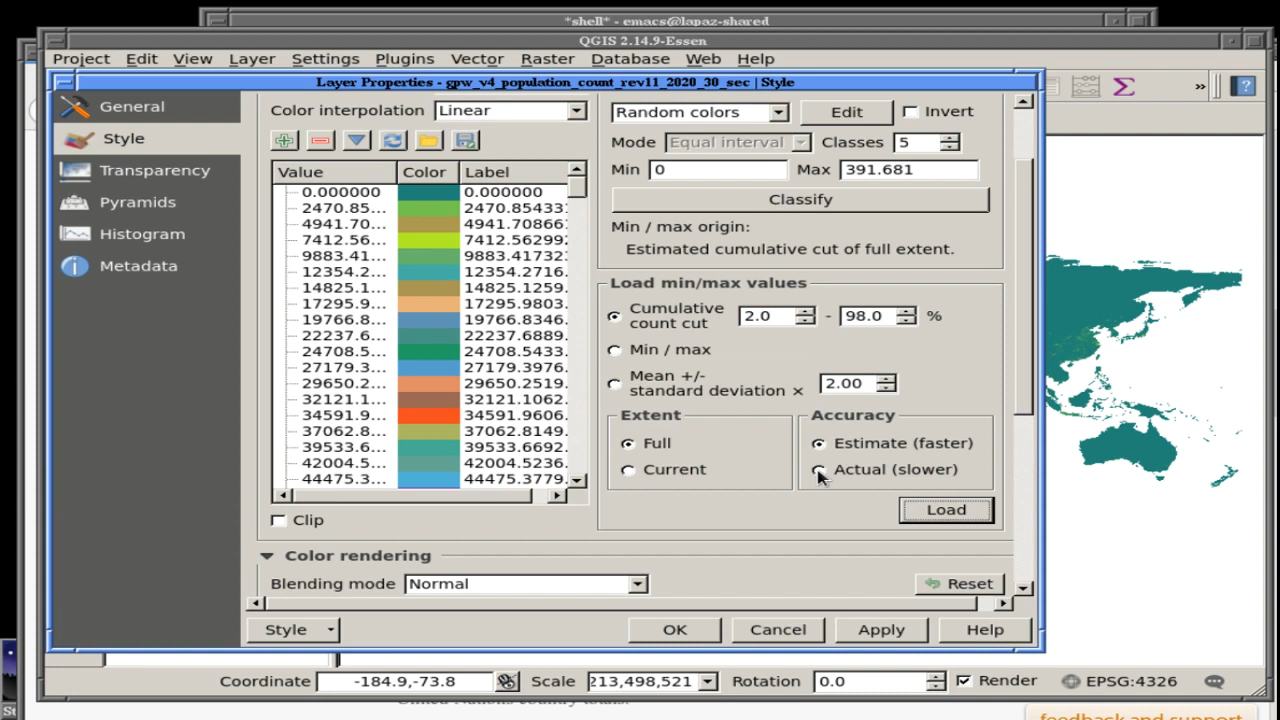 *shell* - emacs@lapaz-shared
QGIS 2.14.9-Essen
Project Edit View Layer Settings Plugins Vector Raster Database Web Help
Layer Properties - gpw_v4_population_count_rev11_2020_30_sec | Style
General
Style
Transparency
Pyramids
Histogram
Metadata
Color interpolation Linear
Value Color Label
0.000000 0.000000
2470.85... 2470.85433
4941.70... 4941.70866
7412.56... 7412.56299
9883.41... 9883.41732
12354.2... 12354.2716.
14825.1... 14825.1259.
17295.9... 17295.9803.
19766.8... 19766.8346.
22237.6... 22237.6889.
24708.5... 24708.5433.
27179.3... 27179.3976.
29650.2... 29650.2519.
32121.1... 32121.1062.
34591.9... 34591.9606.
37062.8... 37062.8149.
39533.6... 39533.6692.
42004.5... 42004.5236.
44475.3... 44475.3779.
Clip
Random colors Edit Invert
Mode Equal interval Classes 5
Min 0 Max 391.681
Classify
Min / max origin:
Estimated cumulative cut of full extent.
Load min/max values
Cumulative
count cut 2.0 - 98.0 %
Min / max
Mean +/-
standard deviation × 2.00
Extent
Full
Current
Accuracy
Estimate (faster)
Actual (slower)
Load
Color rendering
Blending mode Normal Reset
Style OK Cancel Apply Help
Coordinate -184.9,-73.8 Scale 213,498,521 Rotation 0.0 Render EPSG:4326
feedback and support